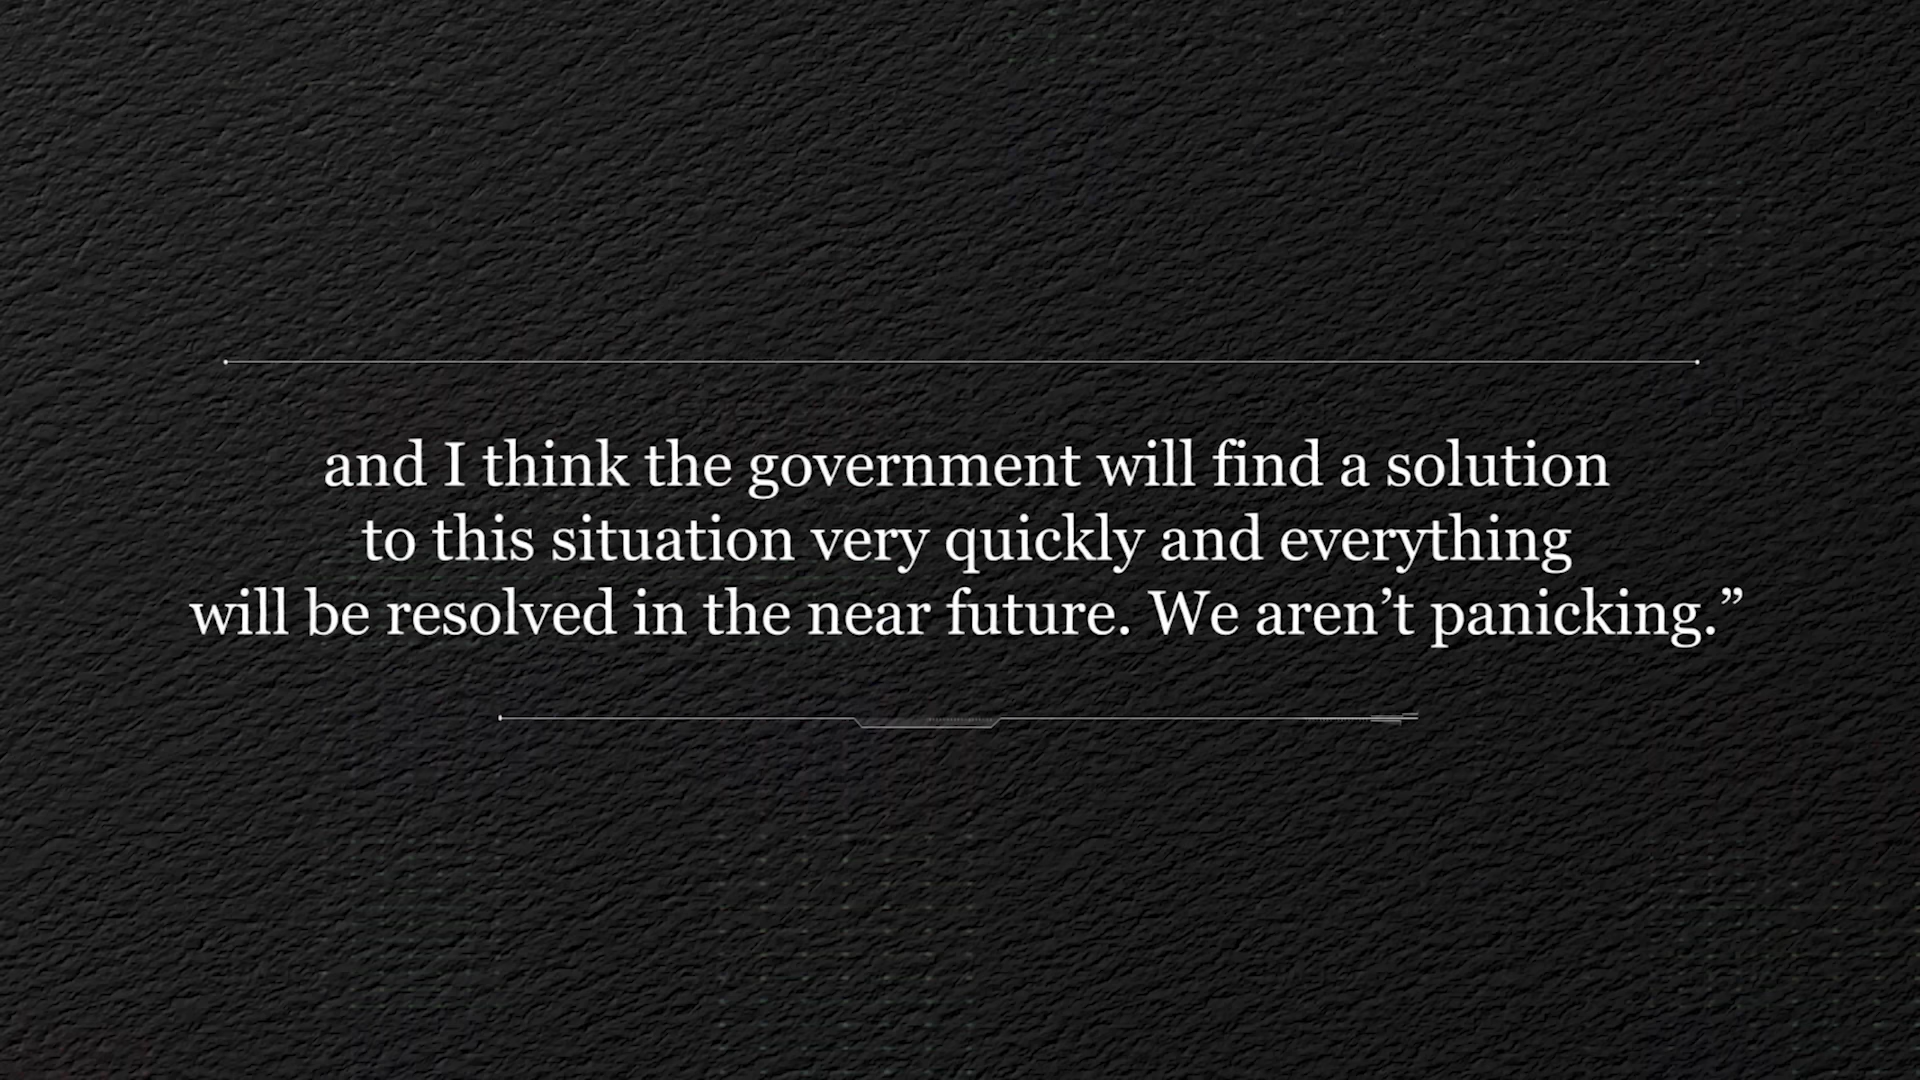 and I think the government will find a solution
to this situation very quickly and everything
will be resolved in the near future. We aren’t panicking.”